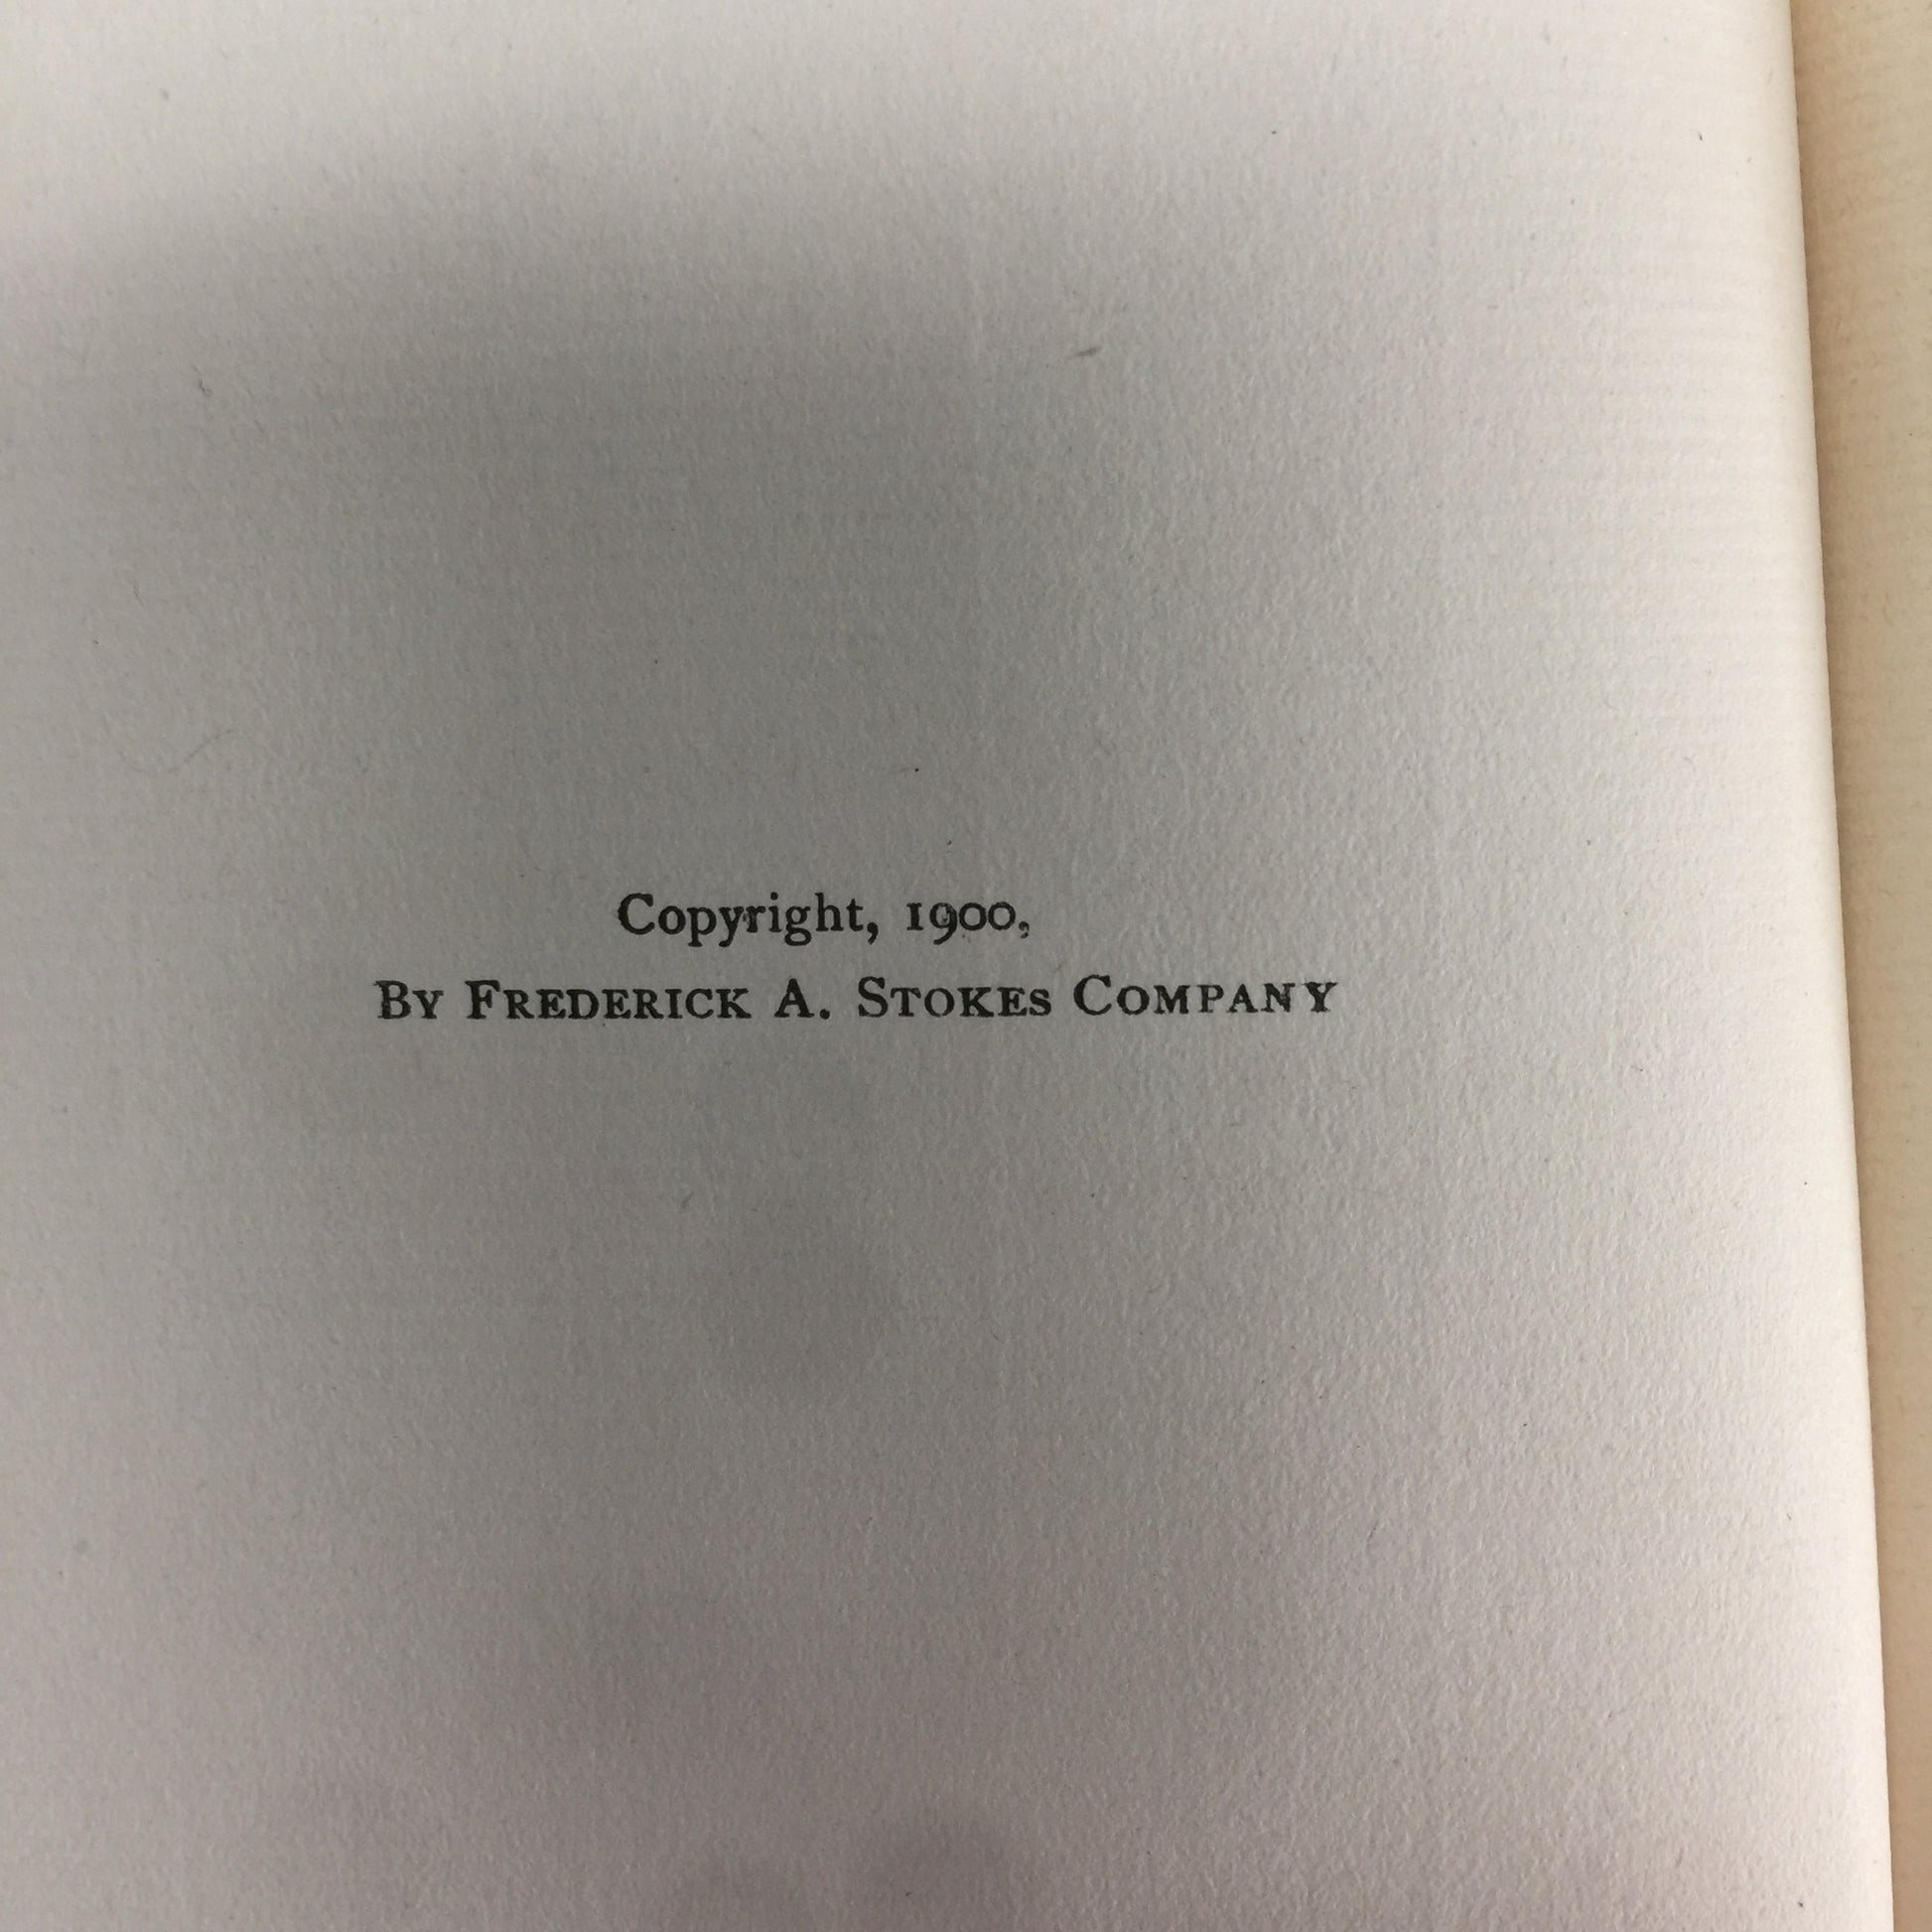 Copyright, 1900,
By Frederick A. Stokes Company